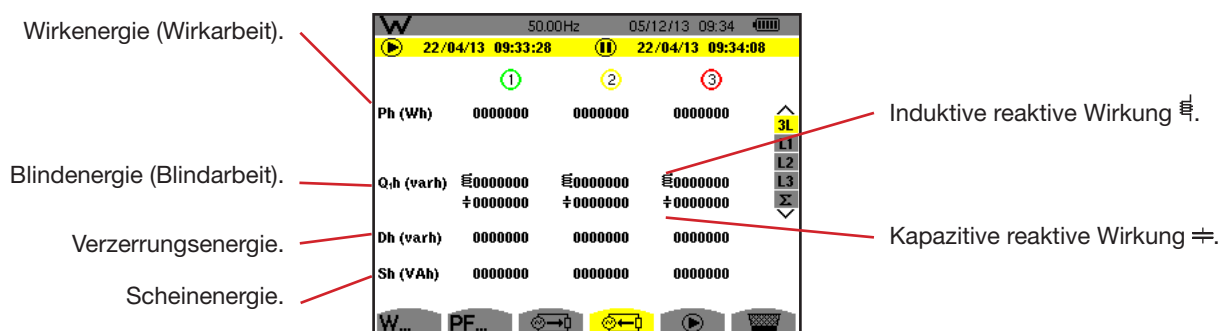 W 50.00Hz 05/12/13 09:34
22/04/13 09:33:28 22/04/13 09:34:08
1 2 3
Wirkenergie (Wirkarbeit).
Ph (Wh) 0000000 0000000 0000000
Induktive reaktive Wirkung
3L
L1
L2
L3
Σ
Blindenergie (Blindarbeit).
Q₁h (varh) 0000000 0000000 0000000
0000000 0000000 0000000
Kapazitive reaktive Wirkung
Verzerrungsenergie.
Dh (varh) 0000000 0000000 0000000
Scheinenergie.
Sh (VAh) 0000000 0000000 0000000
W... PF...